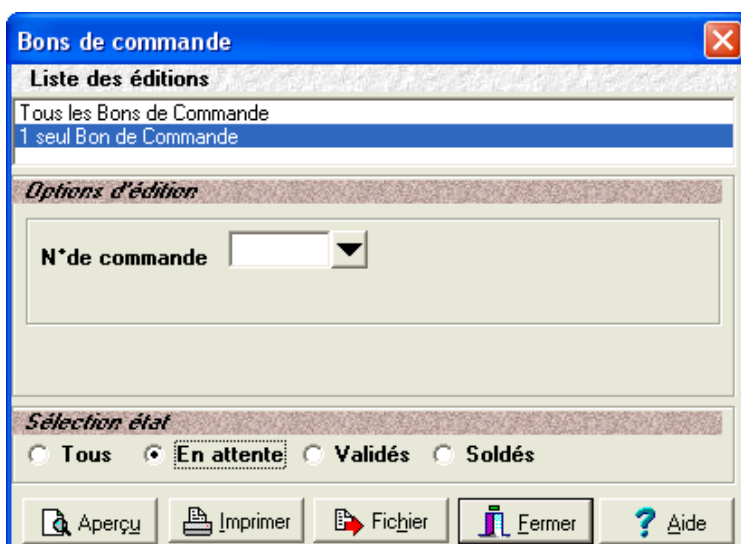 Bons de commande
Liste des éditions
Tous les Bons de Commande
1 seul Bon de Commande
Options d'édition
N°de commande
Sélection état
Tous En attente Validés Soldés
Aperçu Imprimer Fichier Fermer Aide